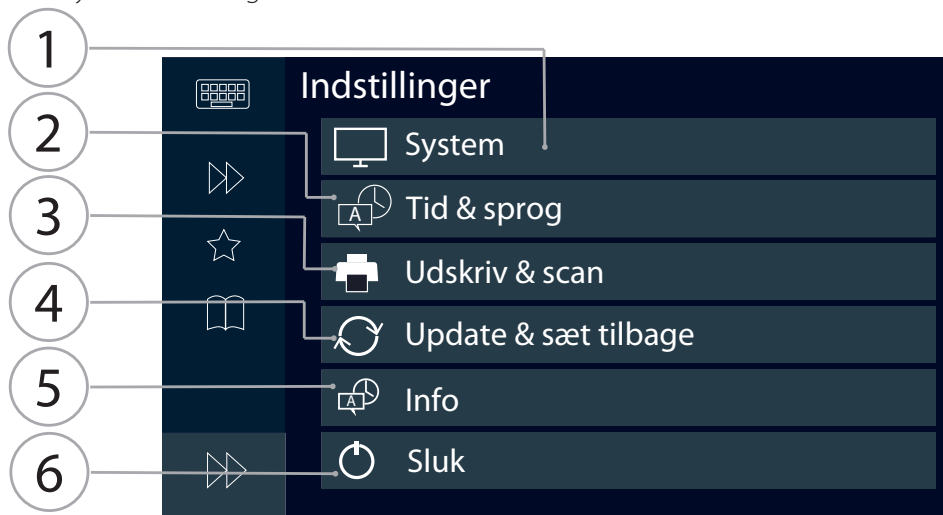 Indstillinger
1 System
2 Tid & sprog
3 Udskriv & scan
4 Update & sæt tilbage
5 Info
6 Sluk